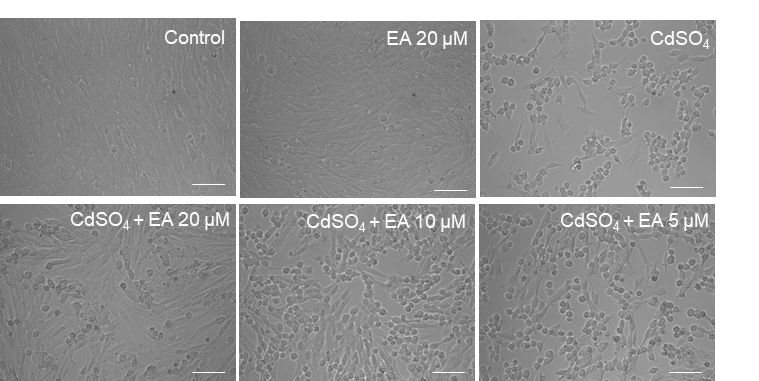 Control
EA 20 µM
CdSO₄
CdSO₄ + EA 20 µM
CdSO₄ + EA 10 µM
CdSO₄ + EA 5 µM